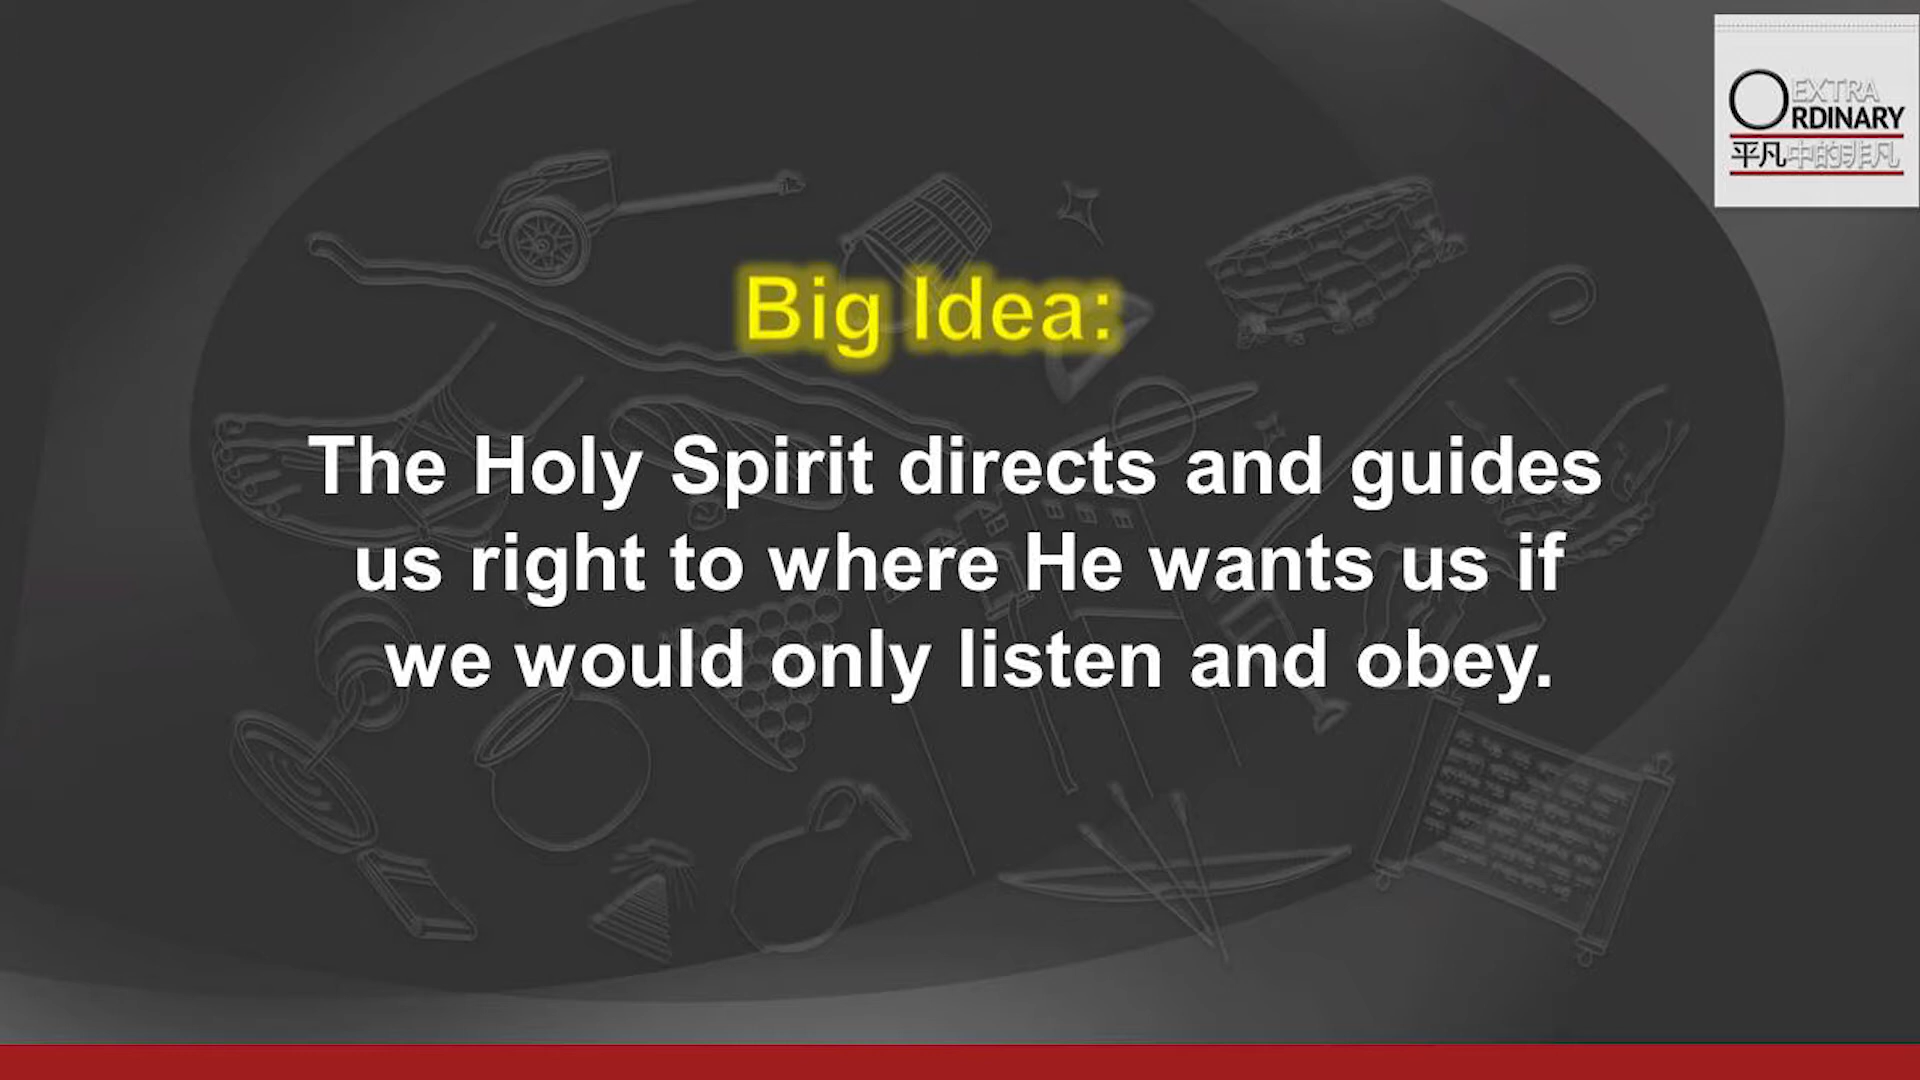 EXTRA
ORDINARY
平凡中的非凡
Big Idea:
The Holy Spirit directs and guides
us right to where He wants us if
we would only listen and obey.